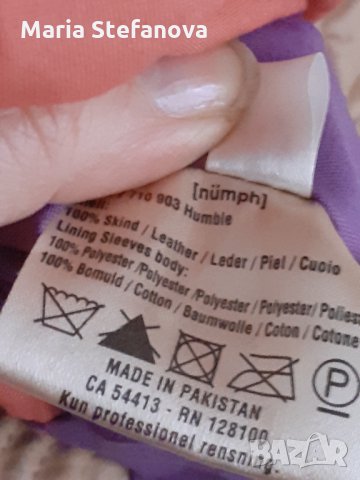 Maria Stefanova
[nümph]
903 Humble
100% Skind / Leather / Leder / Piel / Cuoio
Lining Sleeves body:
100% Polyester/Polyester/Polyester/Polyester/
100% Bomuld / Cotton / Baumwolle / Coton / Cotone
P
MADE IN PAKISTAN
CA 54413 - RN 128100
Kun professionel rensning.
BAZAR